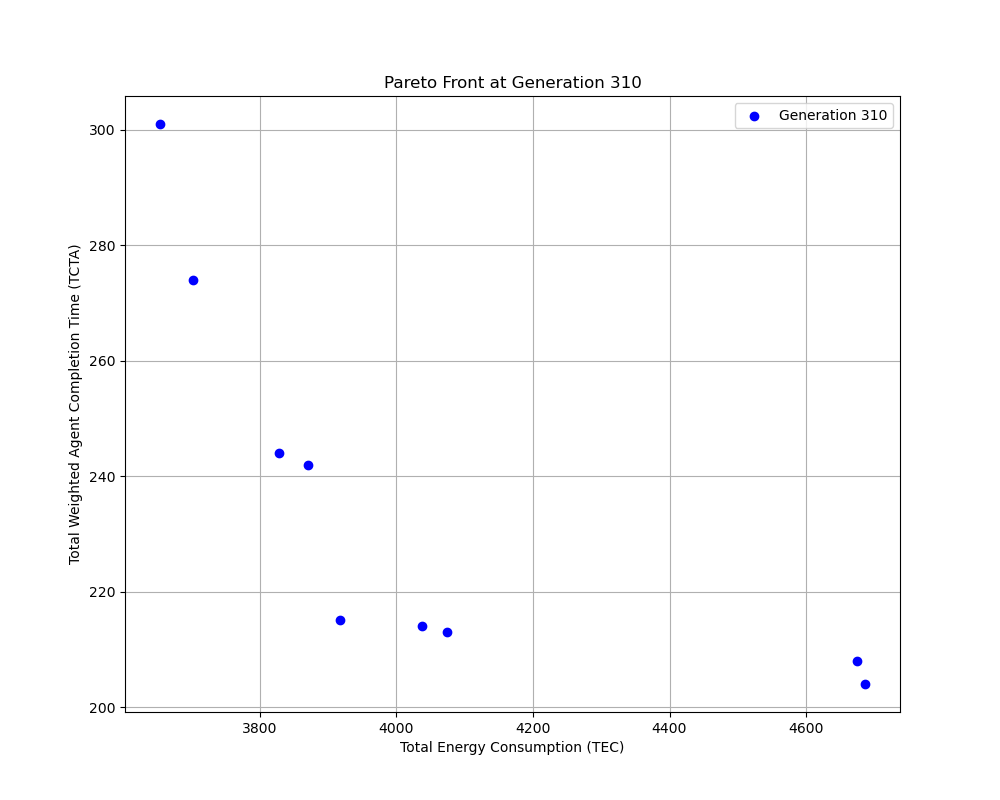 Pareto Front at Generation 310
Generation 310
Total Weighted Agent Completion Time (TCTA)
300
280
260
240
220
200
3800 4000 4200 4400 4600
Total Energy Consumption (TEC)